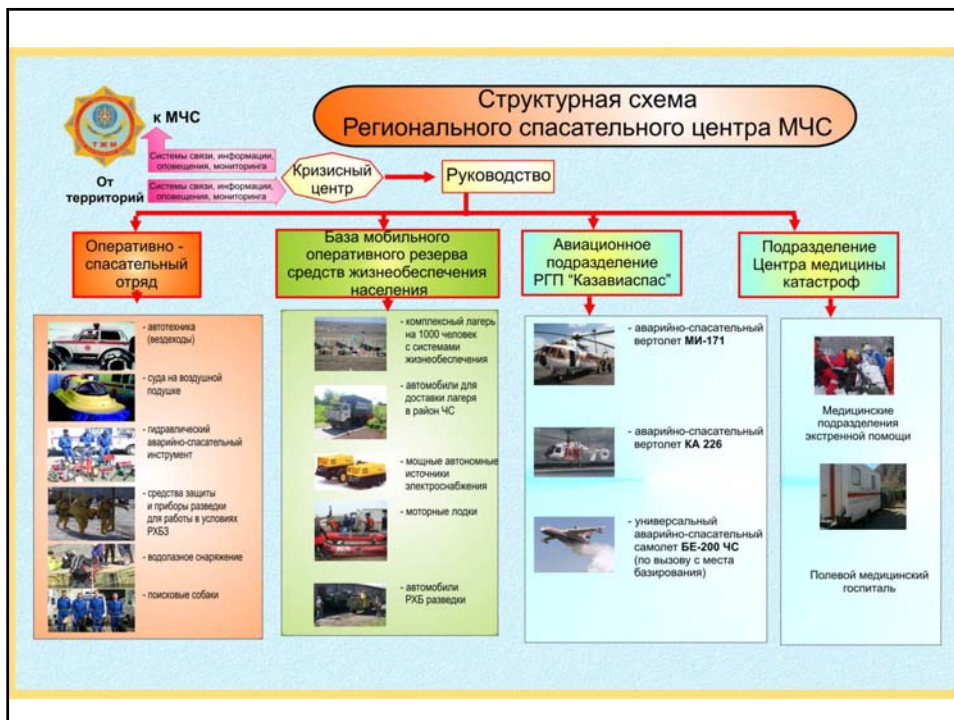 Структурная схема
Регионального спасательного центра МЧС
ТЖБ
к МЧС
Системы связи, информации,
оповещения, мониторинга
От
территорий
Системы связи, информации,
оповещения, мониторинга
Кризисный
центр
Руководство
Оперативно -
спасательный
отряд
- автотехника
(вездеходы)
- суда на воздушной
подушке
- гидравлический
аварийно-спасательный
инструмент
- средства защиты
и приборы разведки
для работы в условиях
РХБЗ
- водолазное снаряжение
- поисковые собаки
База мобильного
оперативного резерва
средств жизнеобеспечения
населения
- комплексный лагерь
на 1000 человек
с системами
жизнеобеспечения
- автомобили для
доставки лагеря
в район ЧС
- мощные автономные
источники
электроснабжения
- моторные лодки
- автомобили
РХБ разведки
Авиационное
подразделение
РГП “Казавиаспас”
- аварийно-спасательный
вертолет МИ-171
- аварийно-спасательный
вертолет КА 226
- универсальный
аварийно-спасательный
самолет БЕ-200 ЧС
(по вызову с места
базирования)
Подразделение
Центра медицины
катастроф
Медицинские
подразделения
экстренной помощи
Полевой медицинский
госпиталь